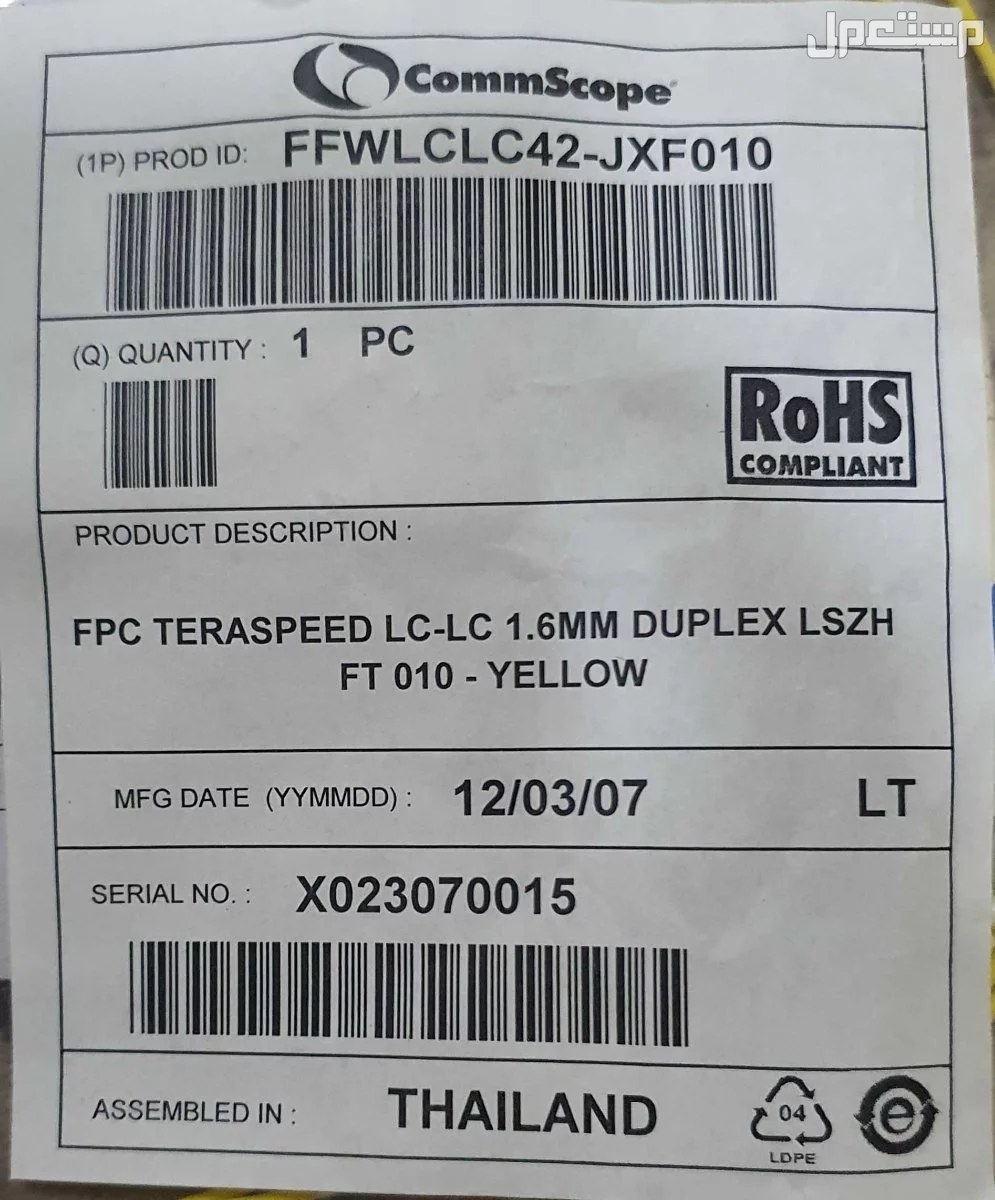 مستعمل
CommScope
(1P) PROD ID: FFWLCLC42-JXF010
(Q) QUANTITY : 1 PC
RoHS
COMPLIANT
PRODUCT DESCRIPTION :
FPC TERASPEED LC-LC 1.6MM DUPLEX LSZH
FT 010 - YELLOW
MFG DATE (YYMMDD) : 12/03/07 LT
SERIAL NO. : X023070015
ASSEMBLED IN : THAILAND
04
LDPE
e